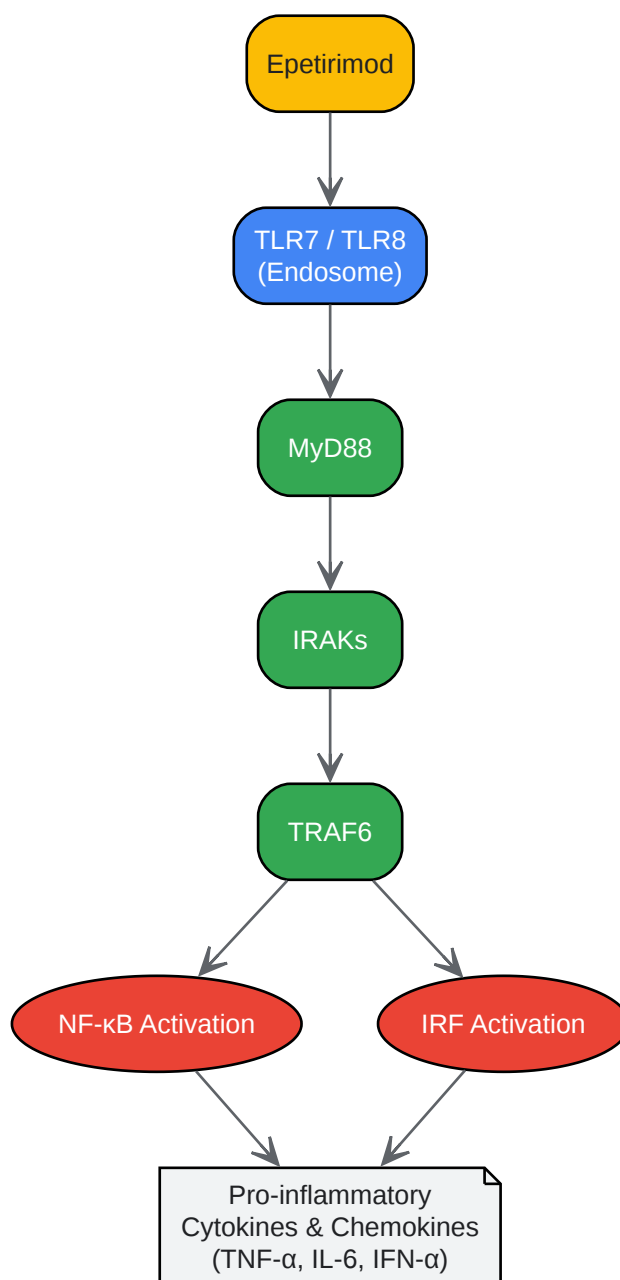 Epetirimod
TLR7 / TLR8
(Endosome)
MyD88
IRAKs
TRAF6
NF-κB Activation
IRF Activation
Pro-inflammatory
Cytokines & Chemokines
(TNF-α, IL-6, IFN-α)